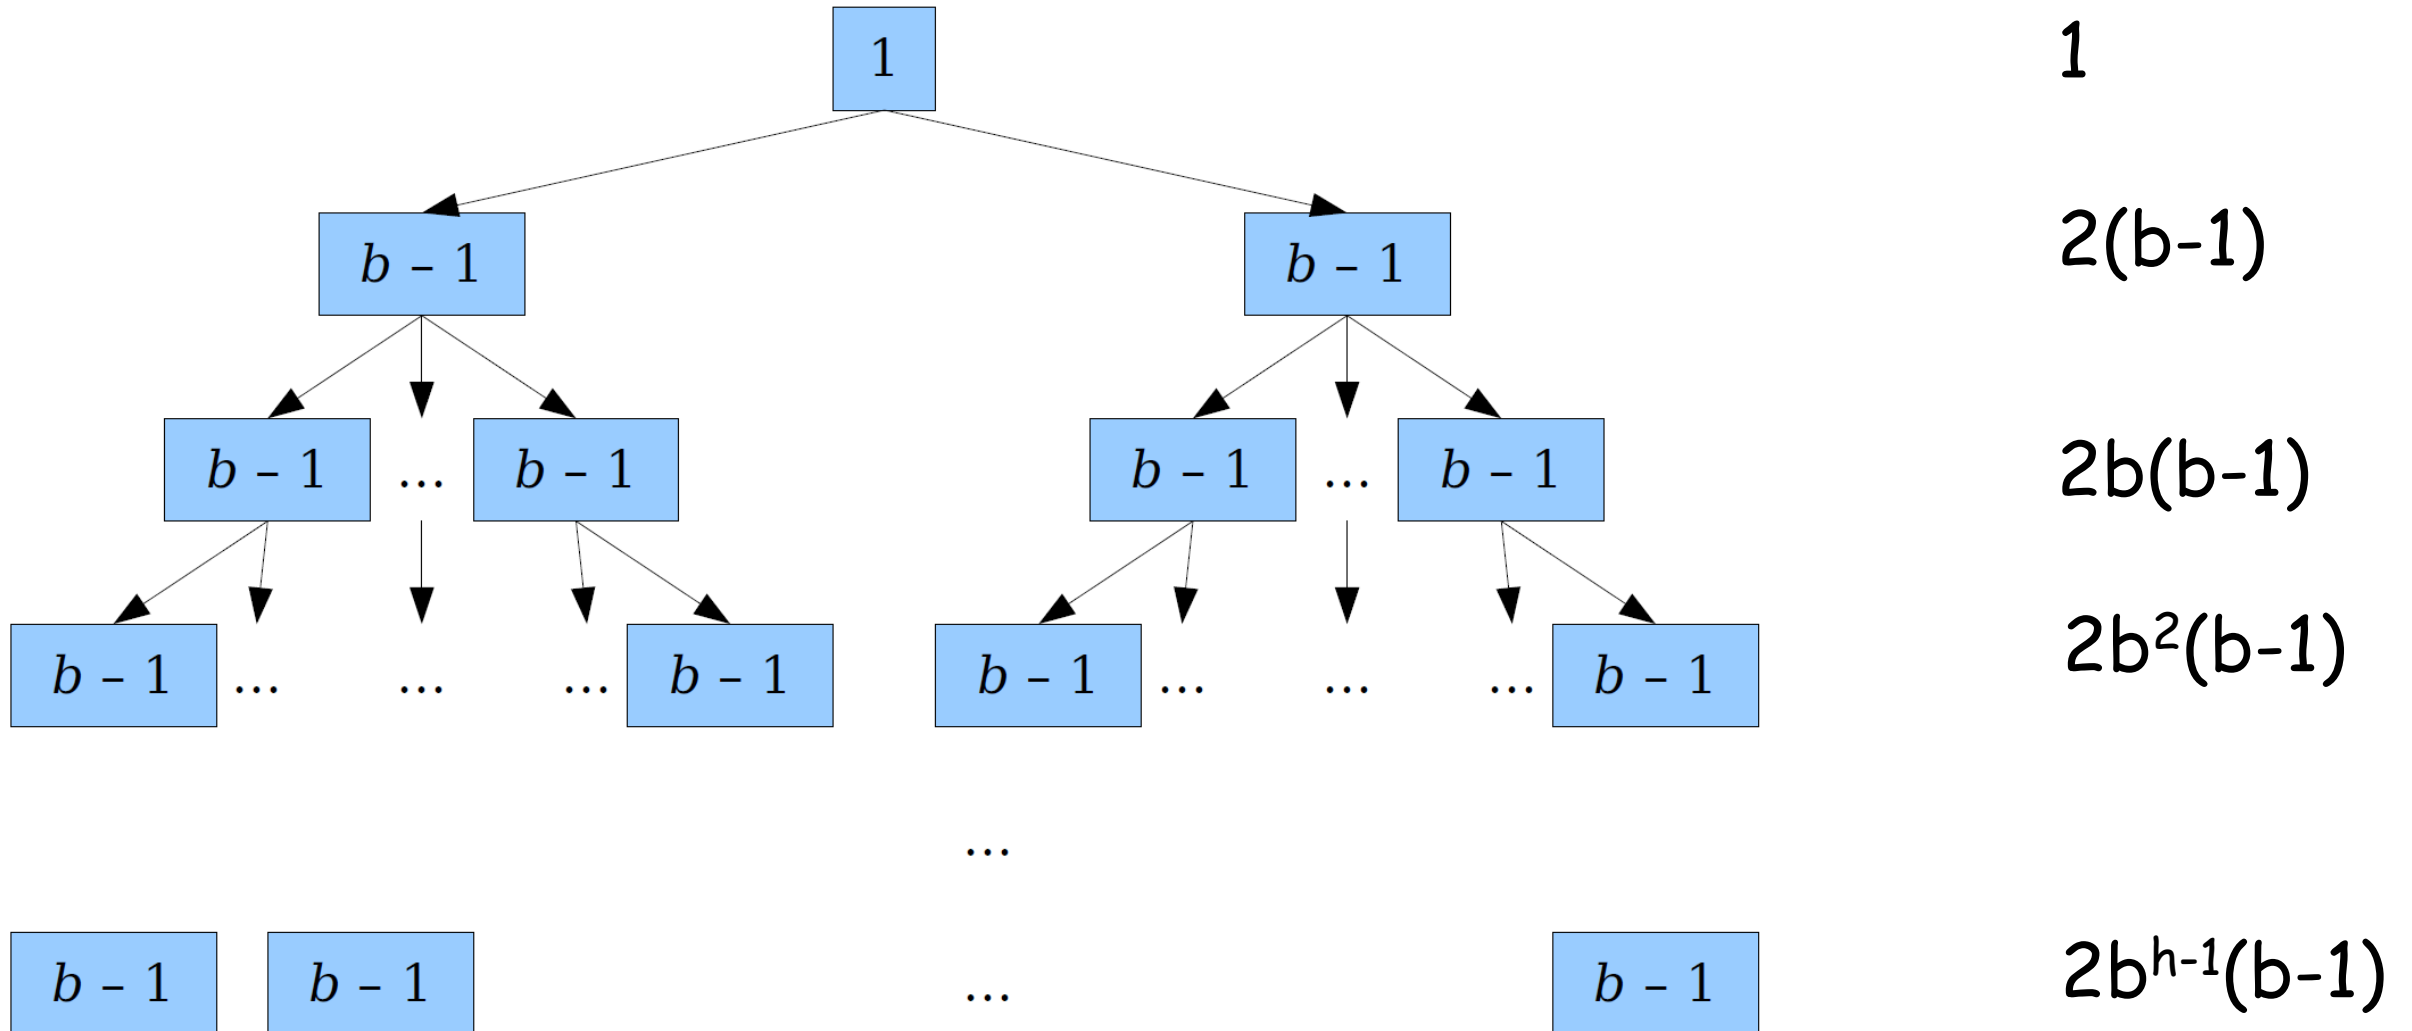 1 1
b – 1 b – 1 2(b-1)
b – 1 ... b – 1 b – 1 ... b – 1 2b(b-1)
b – 1 ... ... ... b – 1 b – 1 ... ... ... b – 1 2b²(b-1)
...
b – 1 b – 1 ... b – 1 2bʰ⁻¹(b-1)